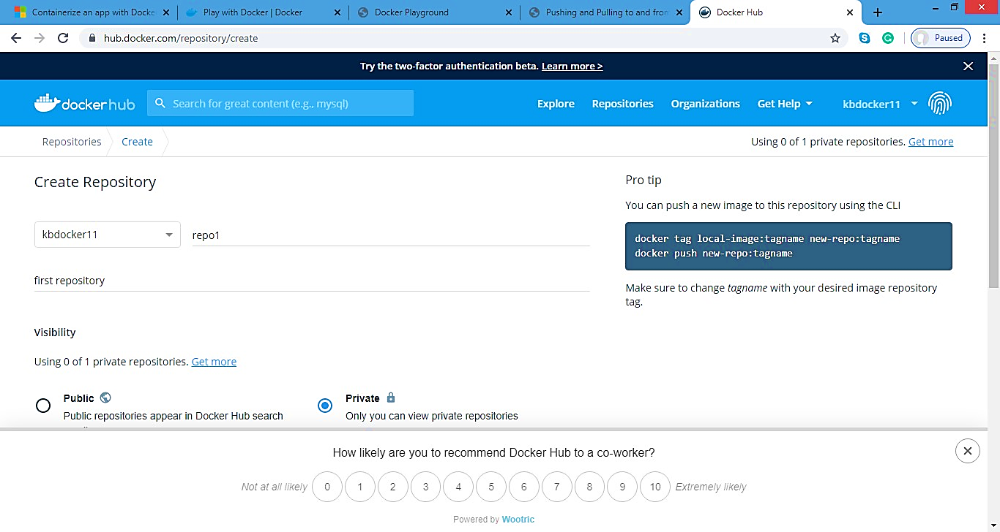 Containerize an app with Docke
Play with Docker | Docker
Docker Playground
Pushing and Pulling to and from
Docker Hub
hub.docker.com/repository/create
Paused
Try the two-factor authentication beta. Learn more >
docker hub
Search for great content (e.g., mysql)
Explore
Repositories
Organizations
Get Help
kbdocker11
Repositories
Create
Using 0 of 1 private repositories. Get more
Create Repository
kbdocker11
repo1
first repository
Visibility
Using 0 of 1 private repositories. Get more
Public
Public repositories appear in Docker Hub search
Private
Only you can view private repositories
Pro tip
You can push a new image to this repository using the CLI
docker tag local-image:tagname new-repo:tagname
docker push new-repo:tagname
Make sure to change tagname with your desired image repository
tag.
How likely are you to recommend Docker Hub to a co-worker?
Not at all likely 0 1 2 3 4 5 6 7 8 9 10 Extremely likely
Powered by Wootric